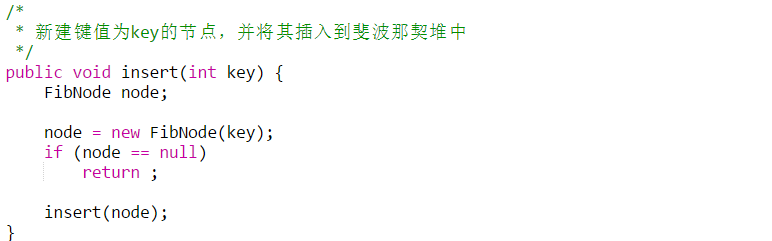 /*
 * 新建键值为key的节点，并将其插入到斐波那契堆中
 */
public void insert(int key) {
    FibNode node;

    node = new FibNode(key);
    if (node == null)
        return ;

    insert(node);
}